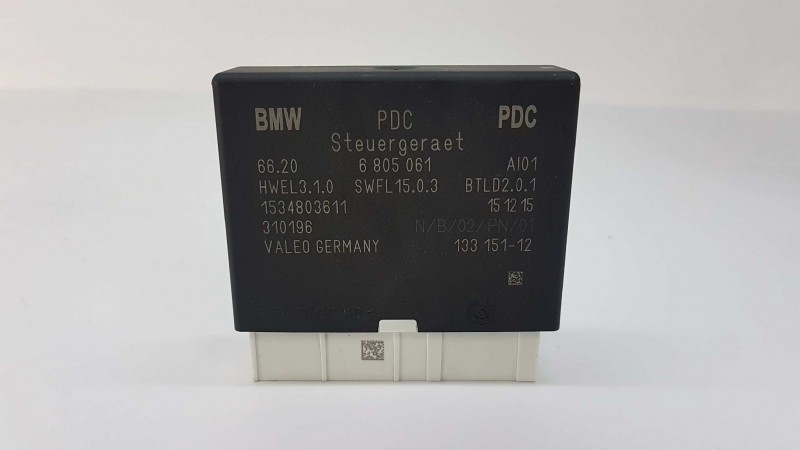 BMW PDC PDC
Steuergeraet
66.20 6 805 061 AI01
HWEL3.1.0 SWFL15.0.3 BTLD2.0.1
1534803611 15 12 15
310196 N/B/02/PN/01
VALEO GERMANY 133 151-12